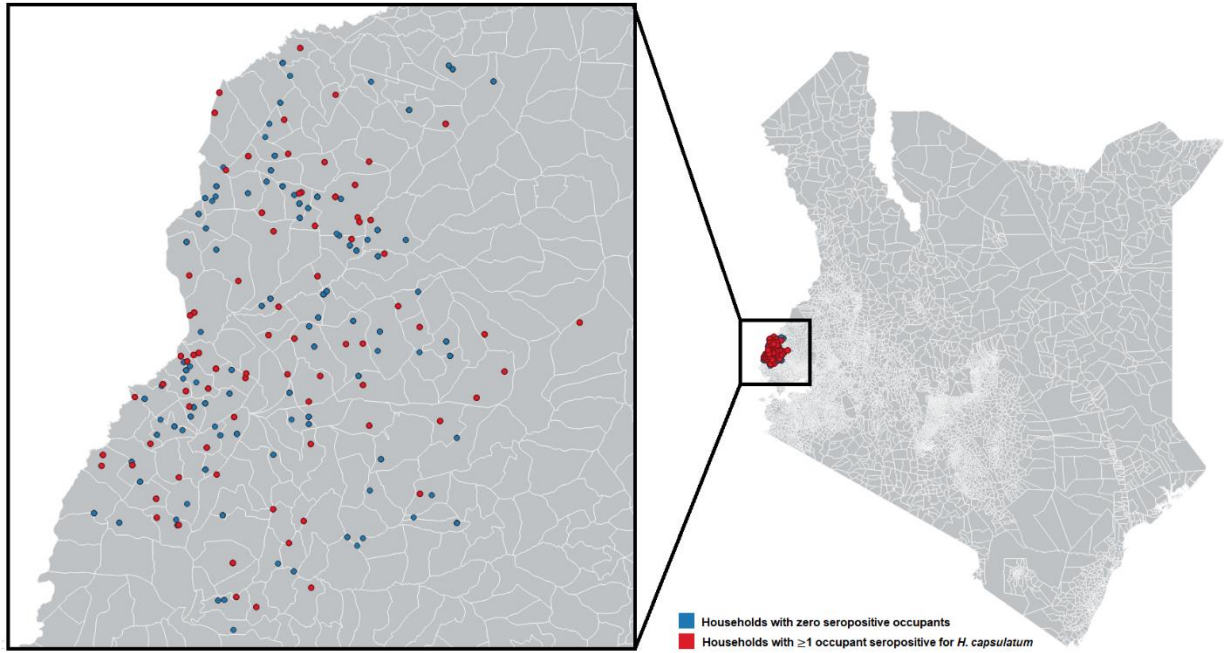 Households with zero seropositive occupants
Households with ≥1 occupant seropositive for H. capsulatum